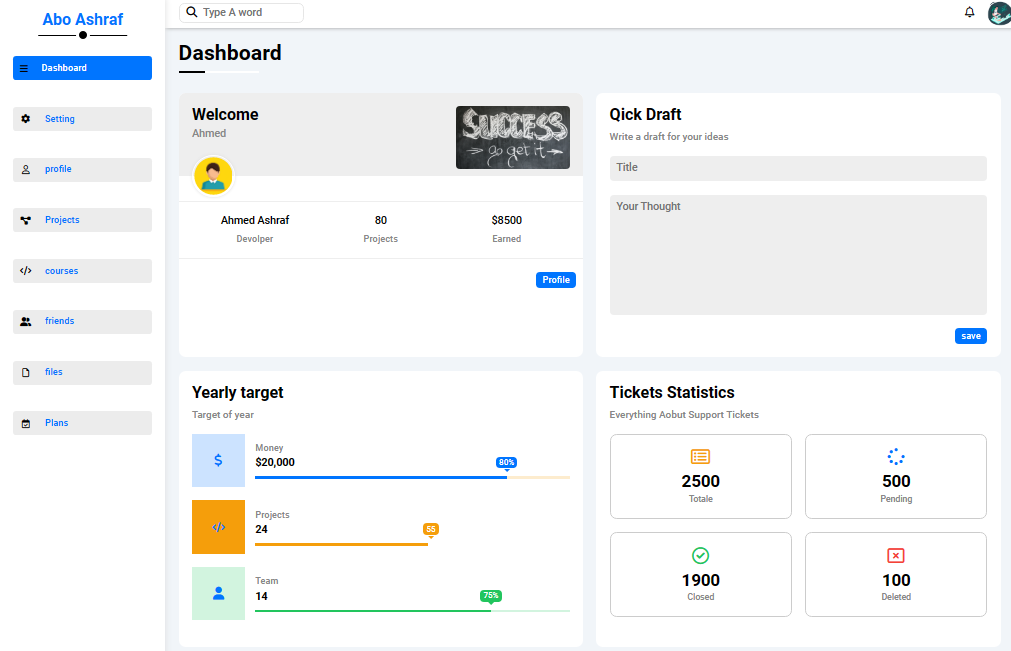 Abo Ashraf
Type A word
Dashboard
Setting
profile
Projects
courses
friends
files
Plans
Dashboard
Welcome
Ahmed
SUCCESS
go get it
Ahmed Ashraf
Devolper
80
Projects
$8500
Earned
Profile
Qick Draft
Write a draft for your ideas
Title
Your Thought
save
Yearly target
Target of year
Money
$20,000
80%
Projects
24
55
Team
14
75%
Tickets Statistics
Everything Aobut Support Tickets
2500
Totale
500
Pending
1900
Closed
100
Deleted